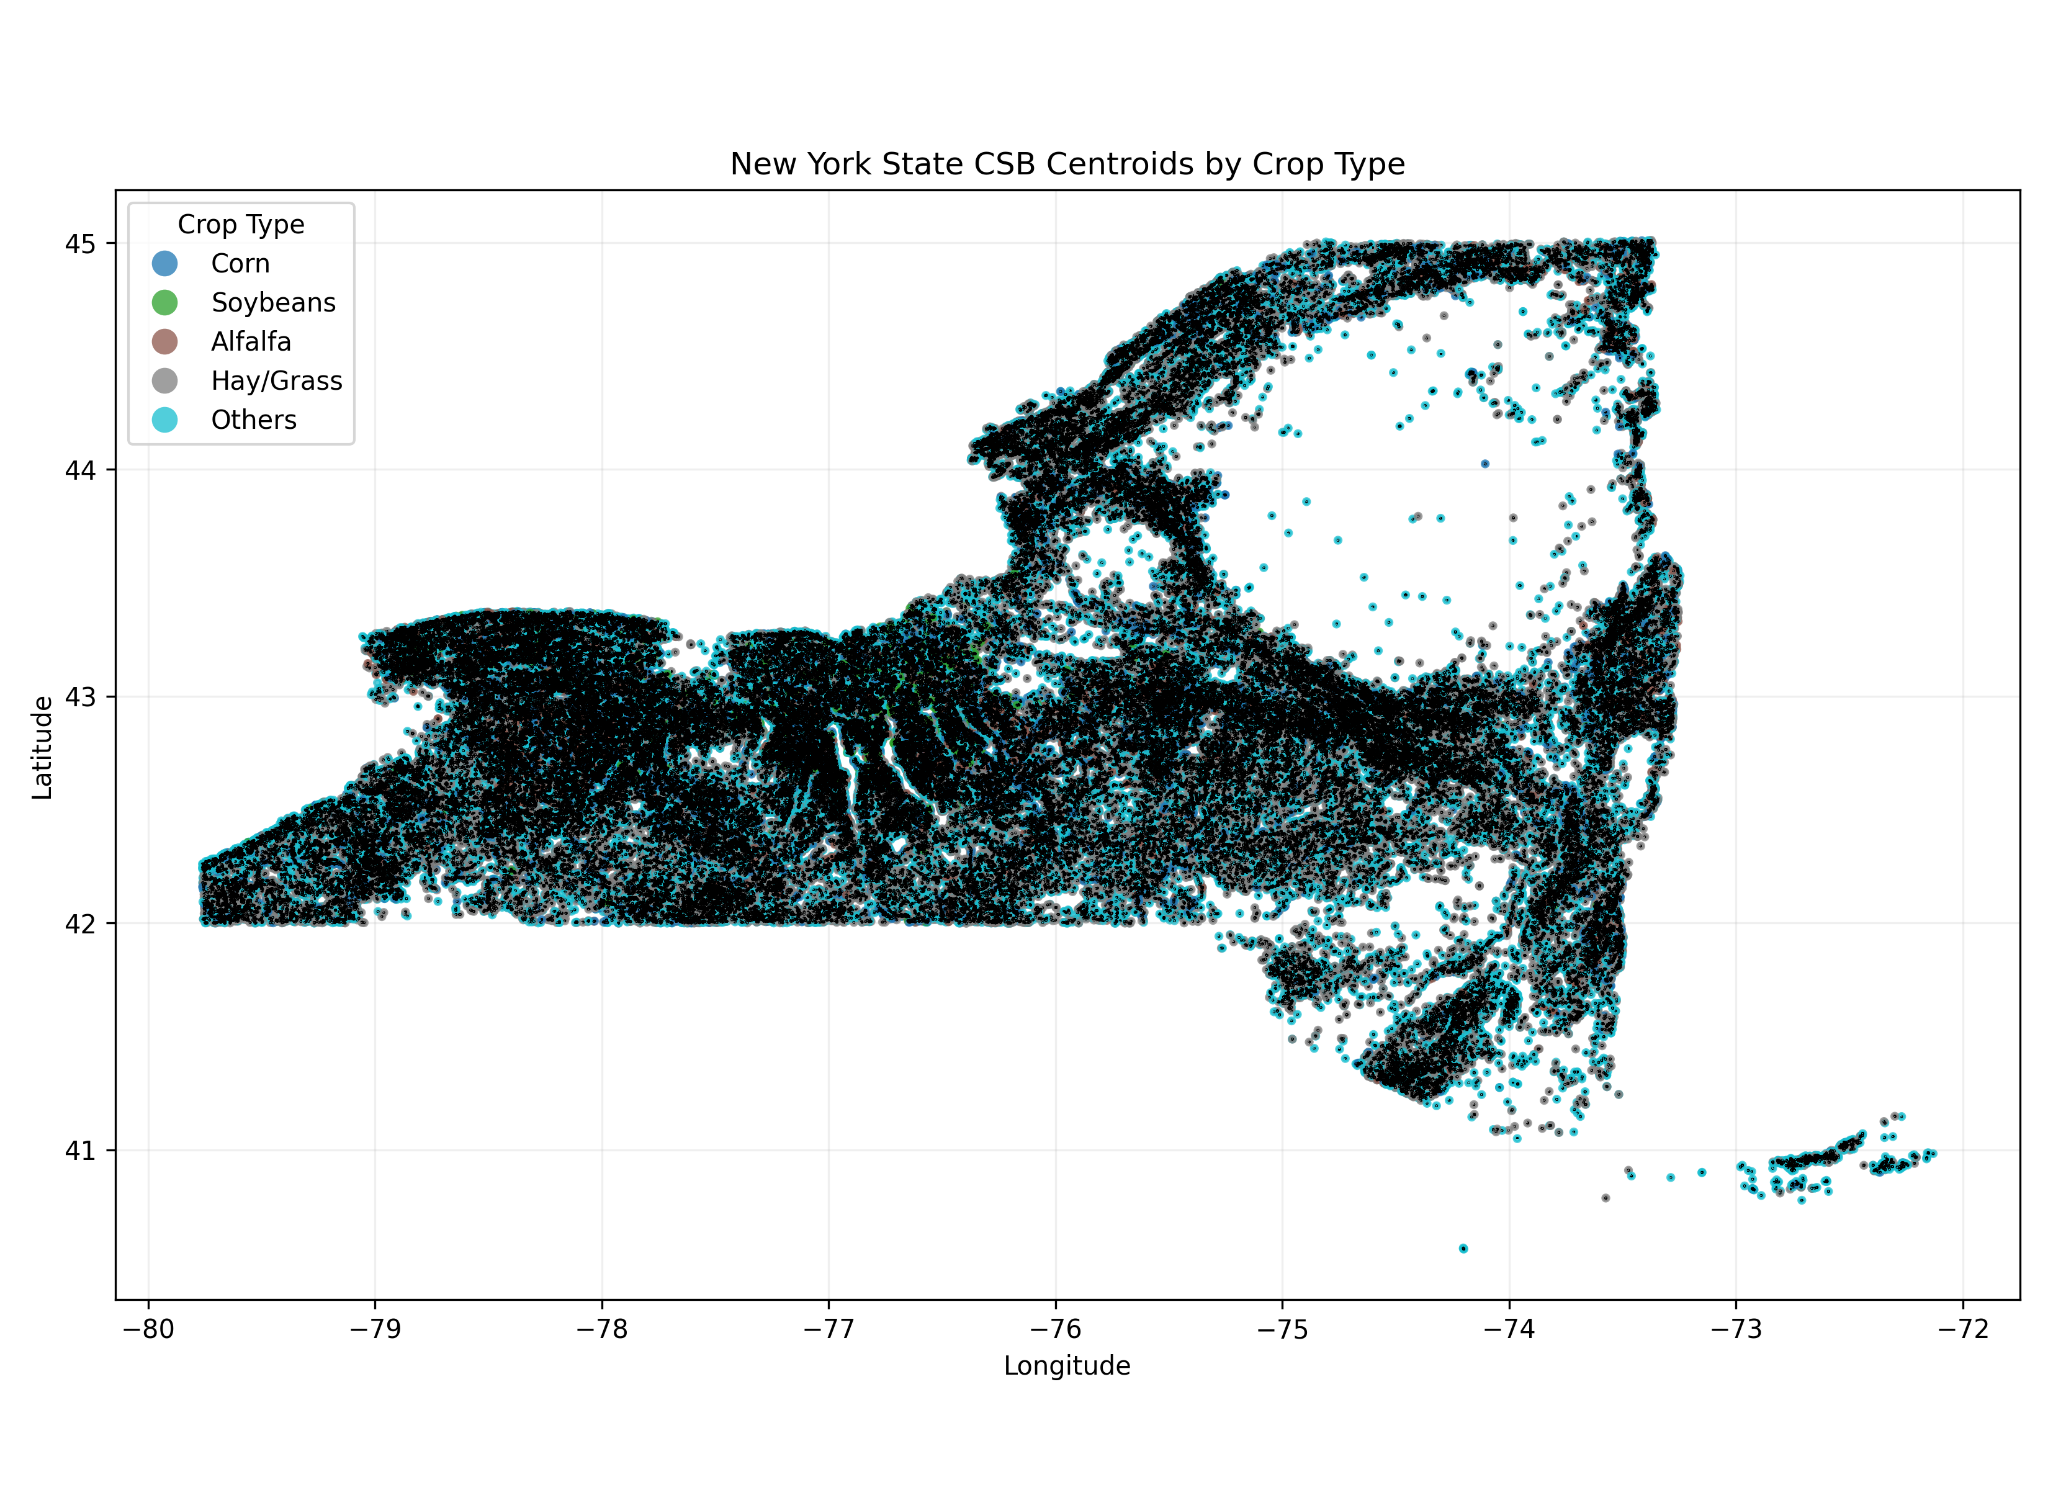 New York State CSB Centroids by Crop Type
Crop Type
Corn
Soybeans
Alfalfa
Hay/Grass
Others
45
44
43
42
41
Latitude
−80 −79 −78 −77 −76 −75 −74 −73 −72
Longitude